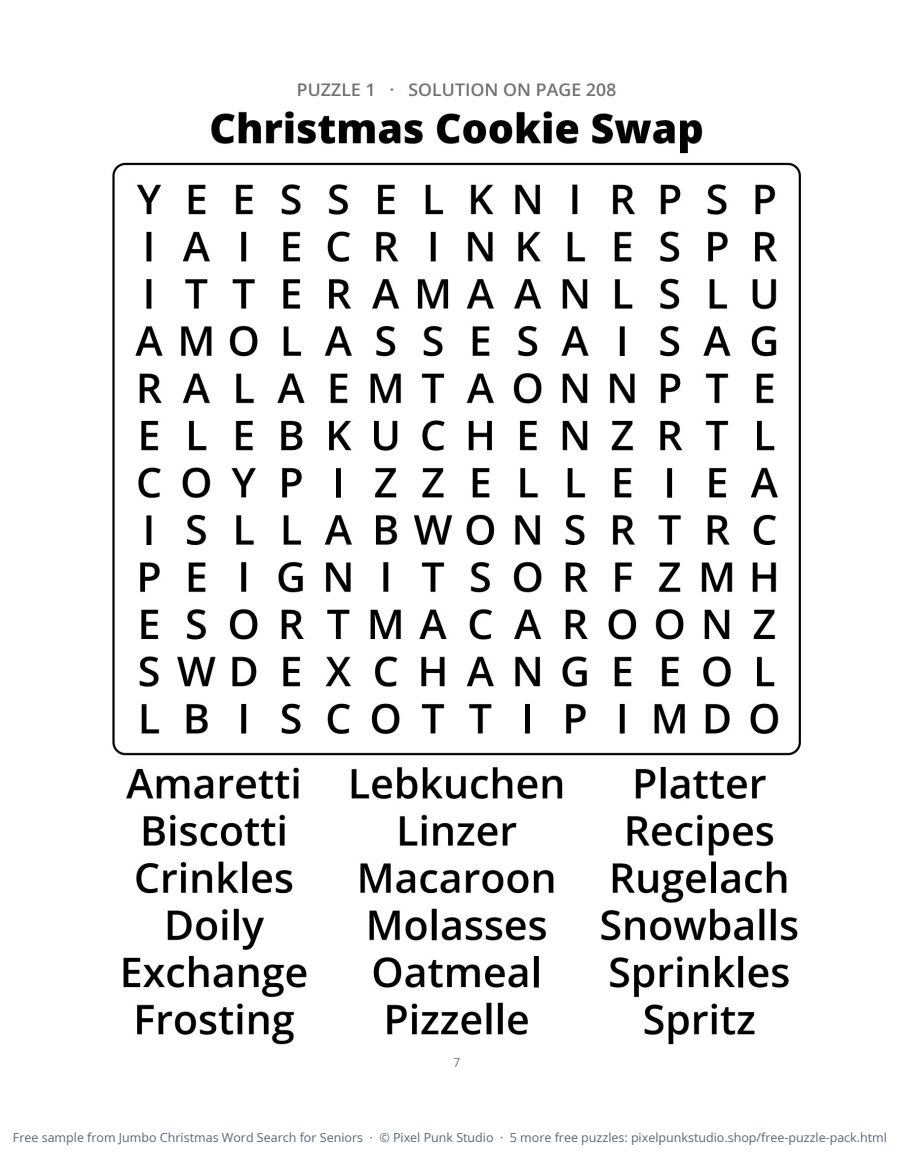 PUZZLE 1 · SOLUTION ON PAGE 208
Christmas Cookie Swap
Y E E S S E L K N I R P S P
I A I E C R I N K L E S P R
I T T E R A M A A N L S L U
A M O L A S S E S A I S A G
R A L A E M T A O N N P T E
E L E B K U C H E N Z R T L
C O Y P I Z Z E L L E I E A
I S L L A B W O N S R T R C
P E I G N I T S O R F Z M H
E S O R T M A C A R O O N Z
S W D E X C H A N G E E O L
L B I S C O T T I P I M D O
Amaretti Lebkuchen Platter
Biscotti Linzer Recipes
Crinkles Macaroon Rugelach
Doily Molasses Snowballs
Exchange Oatmeal Sprinkles
Frosting Pizzelle Spritz
7
Free sample from Jumbo Christmas Word Search for Seniors · © Pixel Punk Studio · 5 more free puzzles: pixelpunkstudio.shop/free-puzzle-pack.html